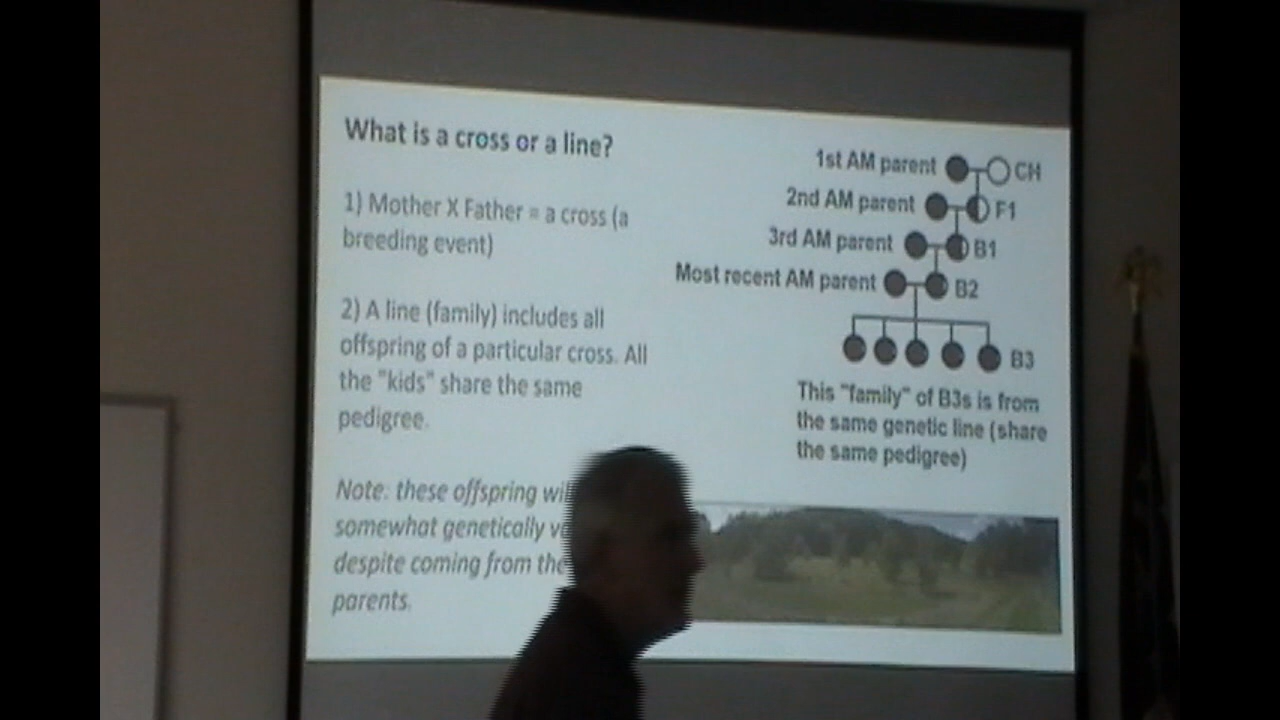 What is a cross or a line?
1) Mother X Father = a cross (a
breeding event)
2) A line (family) includes all
offspring of a particular cross. All
the "kids" share the same
pedigree.
Note: these offspring
somewhat genetically
despite coming from the
parents.
1st AM parent CH
2nd AM parent F1
3rd AM parent B1
Most recent AM parent B2
B3
This "family" of B3s is from
the same genetic line (share
the same pedigree)